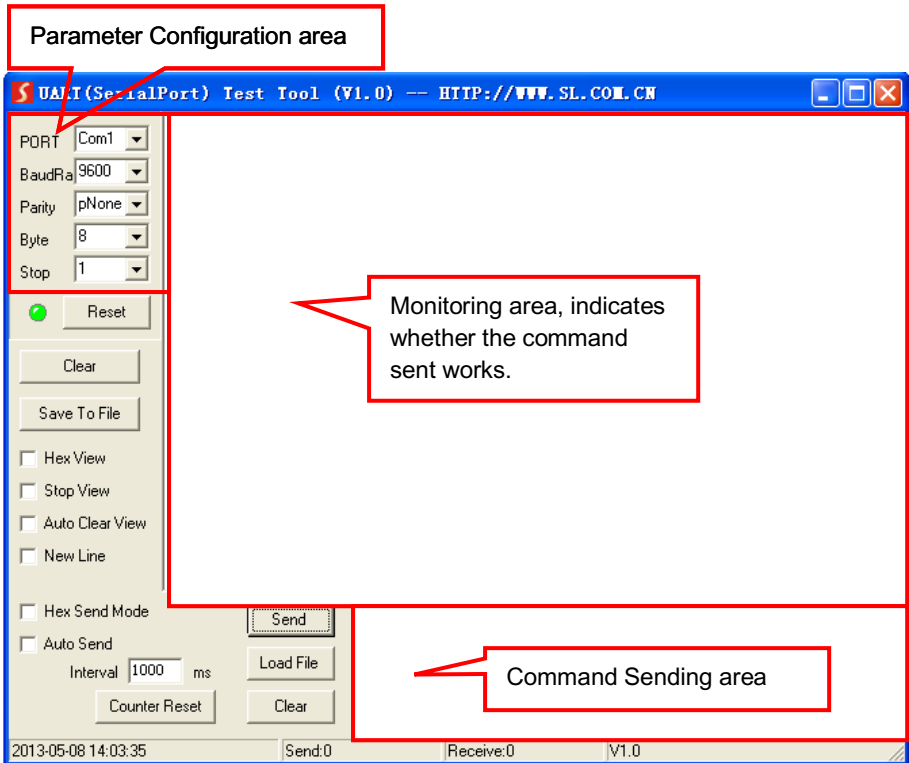 Parameter Configuration area
UART(SerialPort) Test Tool (V1.0) -- HTTP://WWW.SL.COM.CN
PORT Com1
BaudRa 9600
Parity pNone
Byte 8
Stop 1
Reset
Monitoring area, indicates
whether the command
sent works.
Clear
Save To File
Hex View
Stop View
Auto Clear View
New Line
Hex Send Mode
Send
Auto Send
Interval 1000 ms
Load File
Counter Reset
Clear
Command Sending area
2013-05-08 14:03:35 Send:0 Receive:0 V1.0